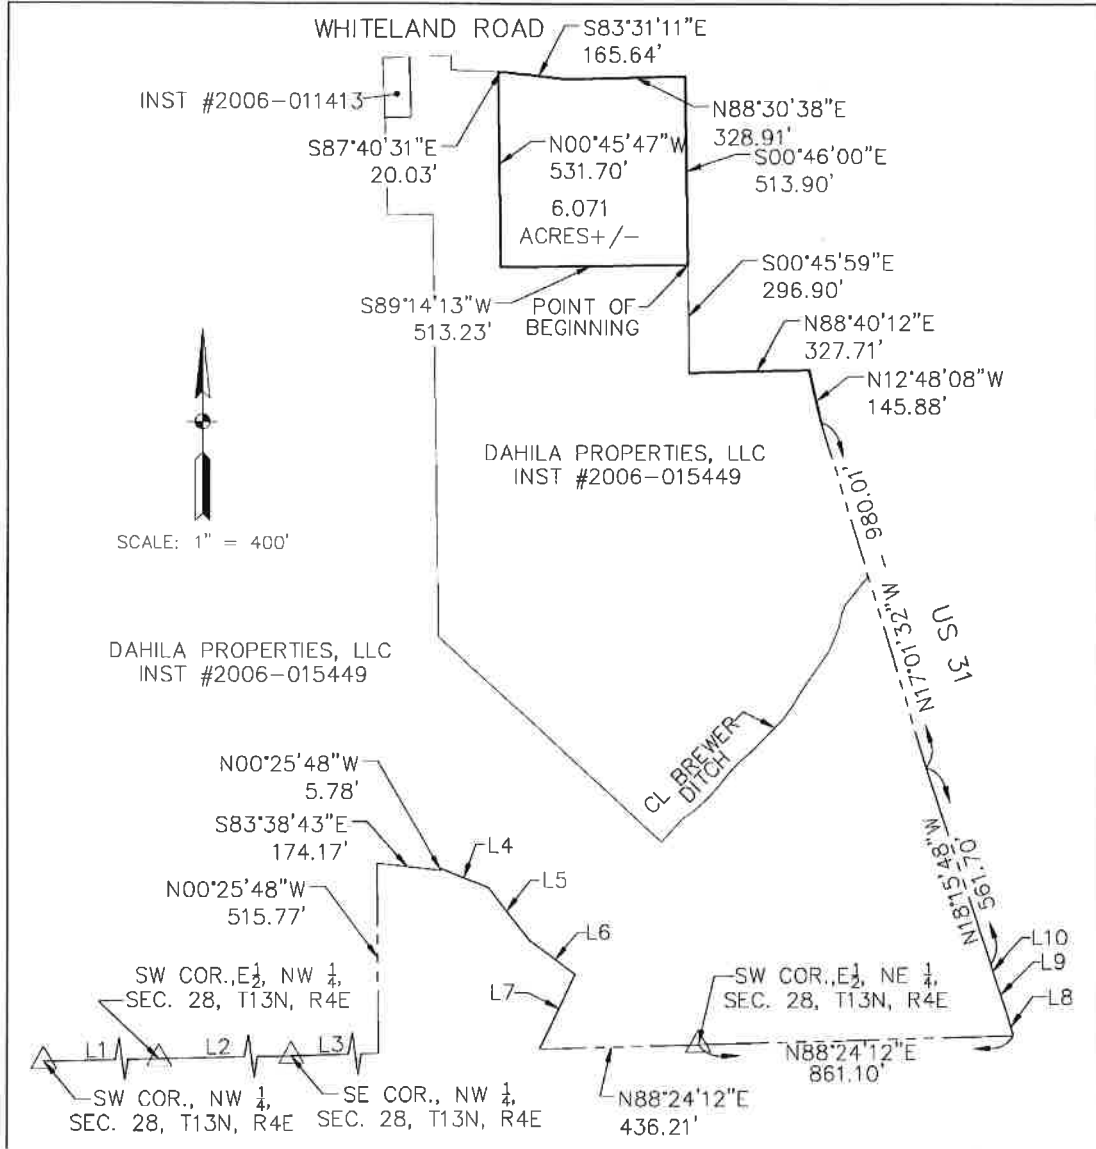 WHITELAND ROAD
S83°31'11"E
165.64'
INST #2006-011413
N88°30'38"E
328.91'
S87°40'31"E
20.03'
N00°45'47"W
531.70'
S00°46'00"E
513.90'
6.071
ACRES+/-
S00°45'59"E
296.90'
S89°14'13"W
513.23'
POINT OF
BEGINNING
N88°40'12"E
327.71'
N12°48'08"W
145.88'
DAHILA PROPERTIES, LLC
INST #2006-015449
SCALE: 1" = 400'
N17°01'32"W - 980.01'
US 31
DAHILA PROPERTIES, LLC
INST #2006-015449
CL BREWER
DITCH
N00°25'48"W
5.78'
S83°38'43"E
174.17'
L4
N00°25'48"W
515.77'
L5
N18°15'48"W
561.70'
L6
L10
SW COR.,E½, NW ¼,
SEC. 28, T13N, R4E
L7
SW COR.,E½, NE ¼,
SEC. 28, T13N, R4E
L9
L8
L1
L2
L3
N88°24'12"E
861.10'
SW COR., NW ¼,
SEC. 28, T13N, R4E
SE COR., NW ¼,
SEC. 28, T13N, R4E
N88°24'12"E
436.21'